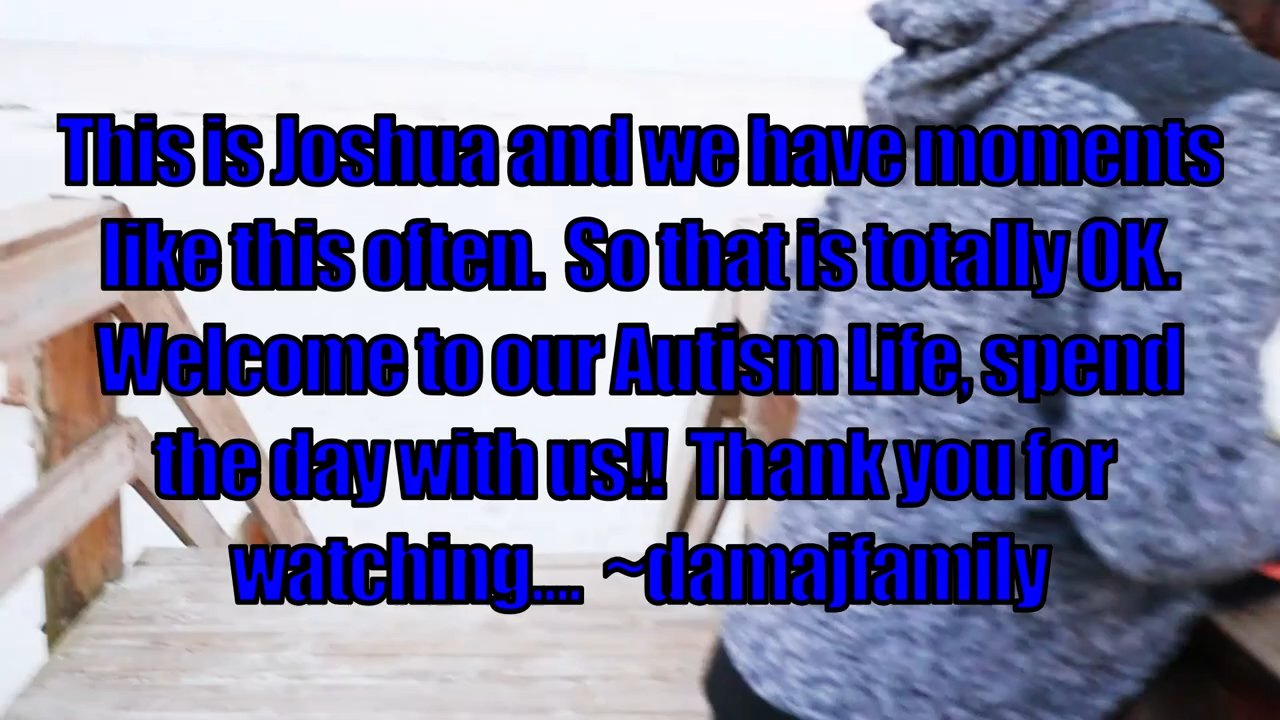 This is Joshua and we have moments
like this often.  So that is totally OK.
Welcome to our Autism Life, spend
the day with us!!  Thank you for
watching....  ~damajfamily